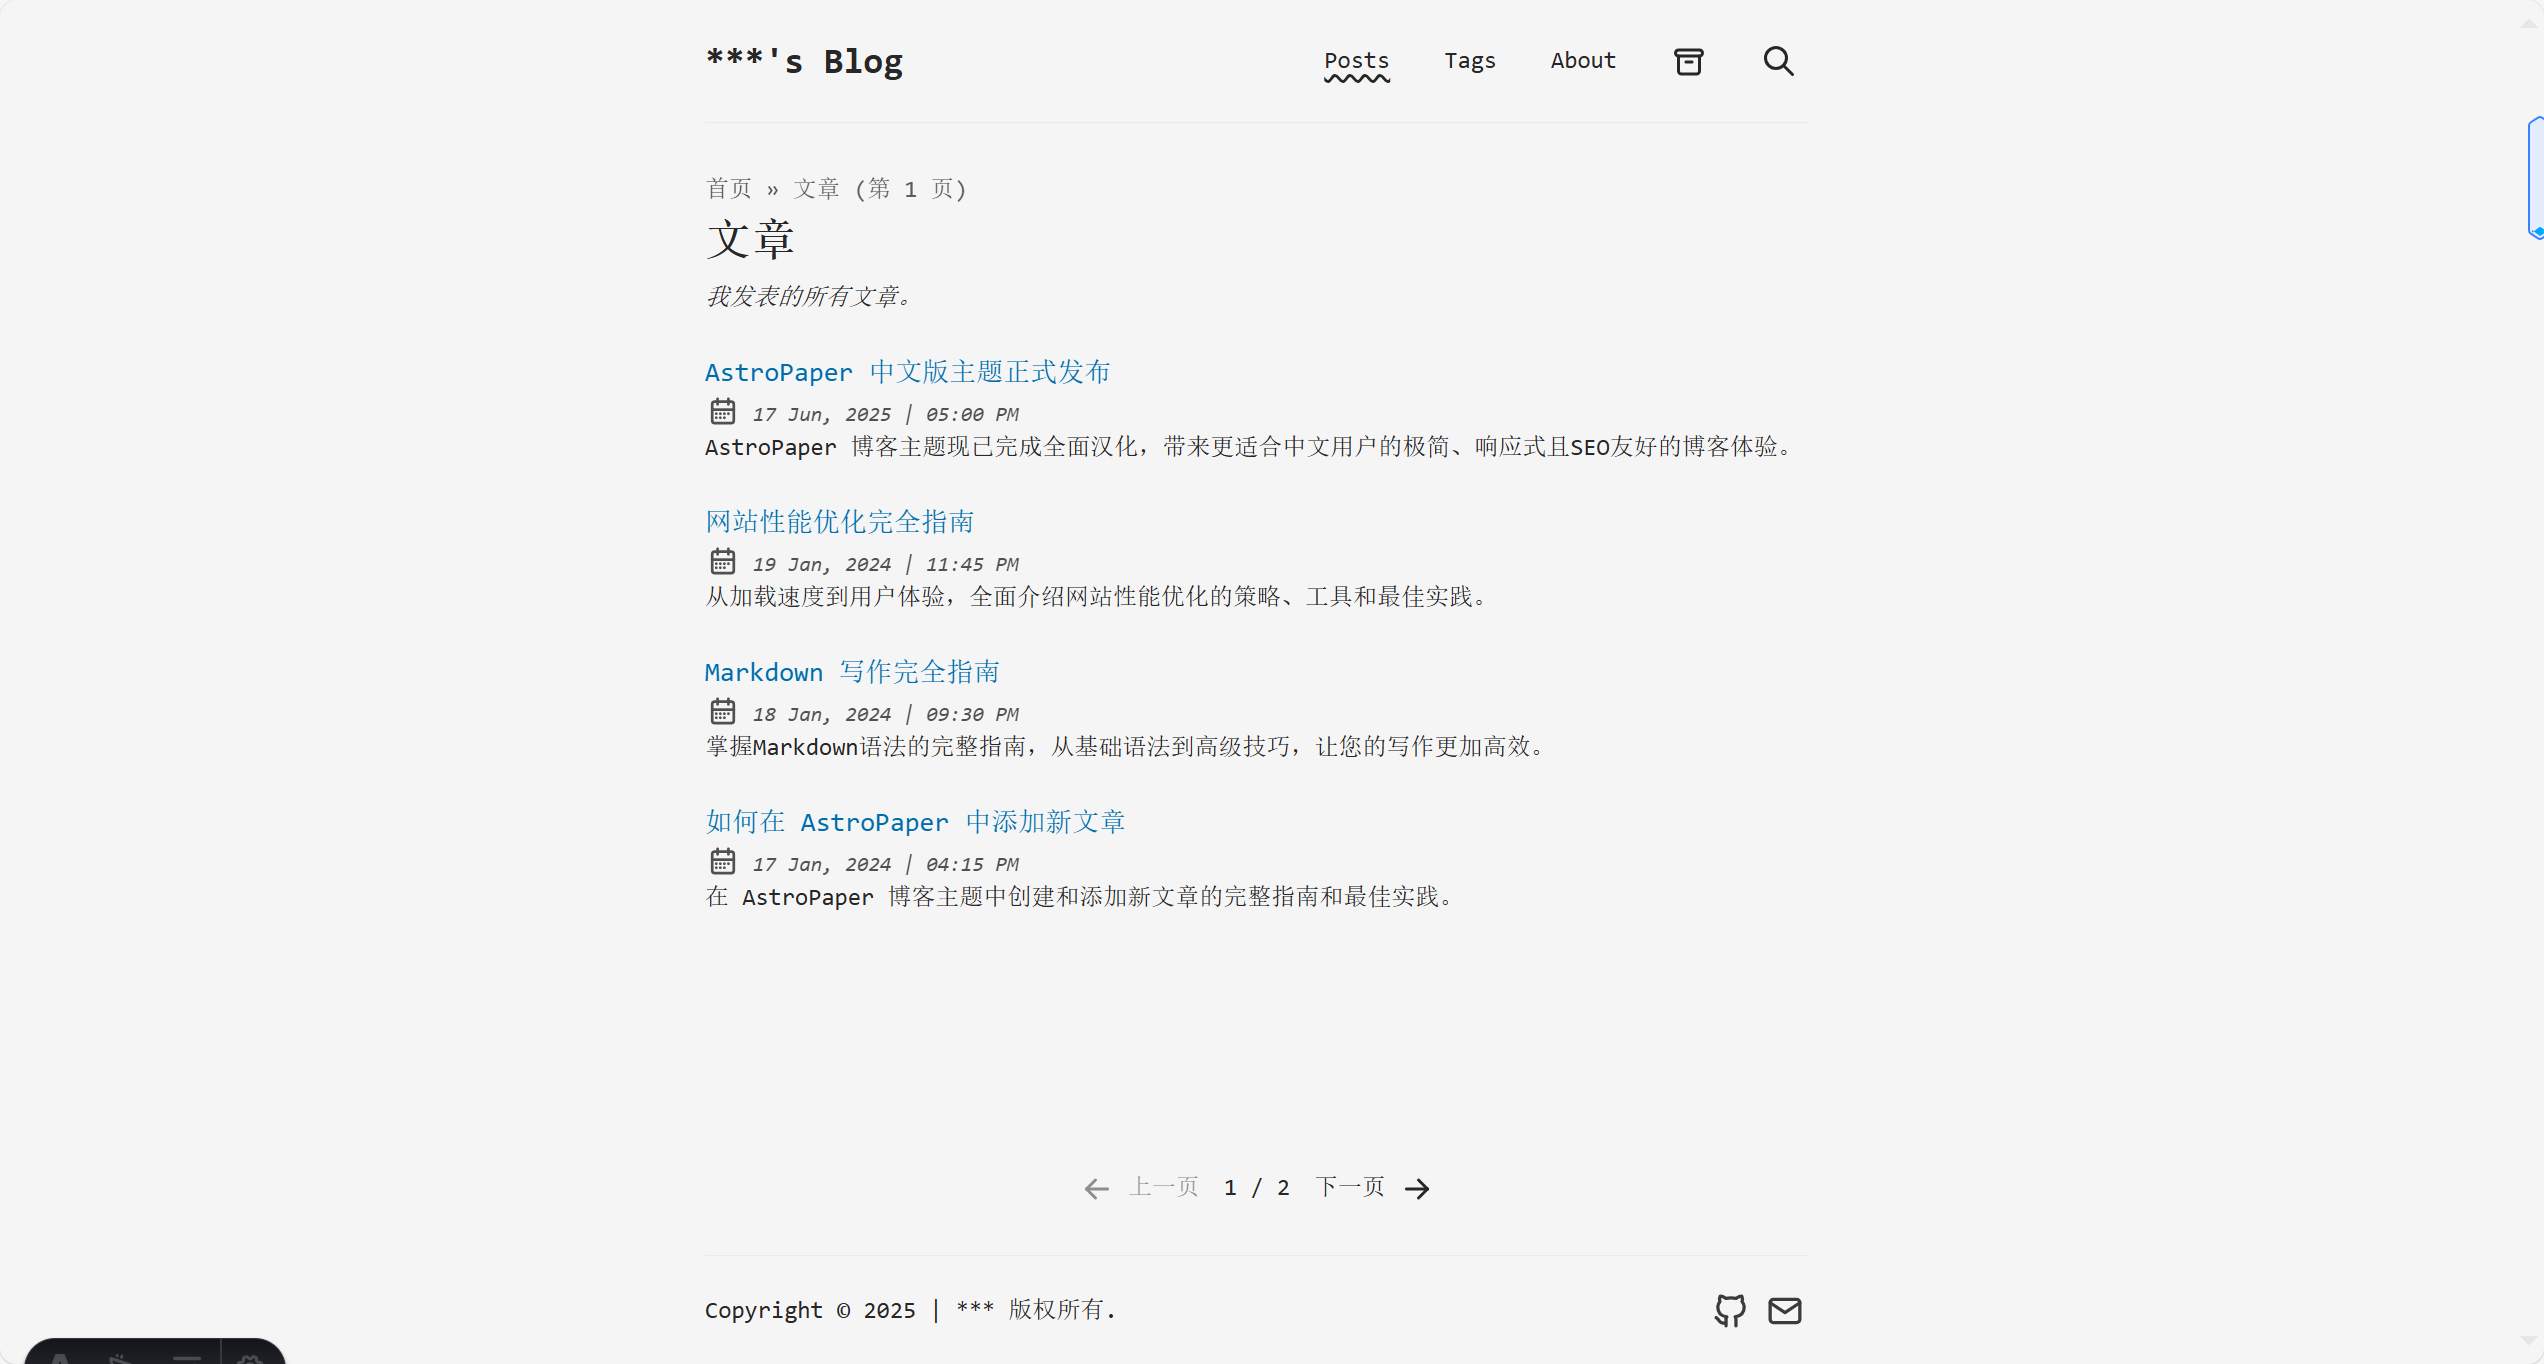 ***'s Blog
Posts Tags About
首页 » 文章 (第 1 页)
文章
我发表的所有文章。
AstroPaper 中文版主题正式发布
17 Jun, 2025 | 05:00 PM
AstroPaper 博客主题现已完成全面汉化，带来更适合中文用户的极简、响应式且SEO友好的博客体验。
网站性能优化完全指南
19 Jan, 2024 | 11:45 PM
从加载速度到用户体验，全面介绍网站性能优化的策略、工具和最佳实践。
Markdown 写作完全指南
18 Jan, 2024 | 09:30 PM
掌握Markdown语法的完整指南，从基础语法到高级技巧，让您的写作更加高效。
如何在 AstroPaper 中添加新文章
17 Jan, 2024 | 04:15 PM
在 AstroPaper 博客主题中创建和添加新文章的完整指南和最佳实践。
上一页 1 / 2 下一页
Copyright © 2025 | *** 版权所有.